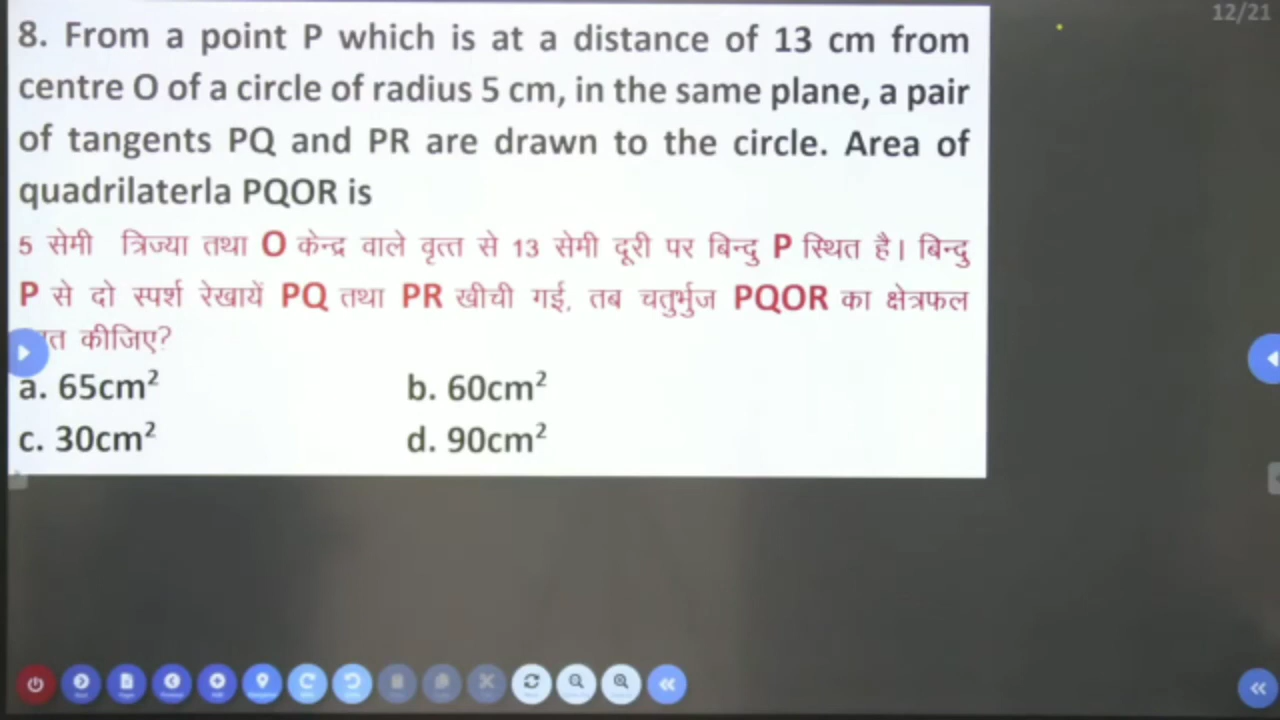 12/21
8. From a point P which is at a distance of 13 cm from
centre O of a circle of radius 5 cm, in the same plane, a pair
of tangents PQ and PR are drawn to the circle. Area of
quadrilaterla PQOR is
5 सेमी त्रिज्या तथा O केन्द्र वाले वृत्त से 13 सेमी दूरी पर बिन्दु P स्थित है। बिन्दु
P से दो स्पर्श रेखायें PQ तथा PR खीची गई, तब चतुर्भुज PQOR का क्षेत्रफल
कीजिए?
a. 65cm² b. 60cm²
c. 30cm² d. 90cm²